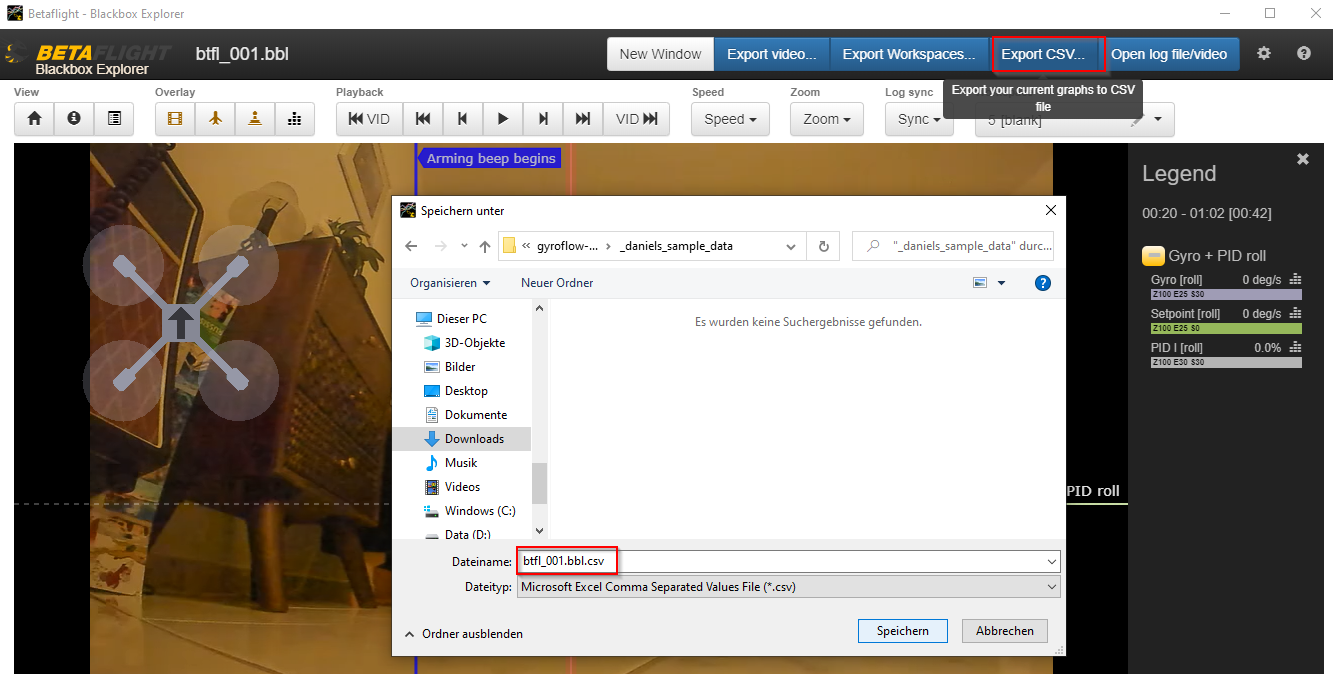 Betaflight - Blackbox Explorer
BETAFLIGHT
Blackbox Explorer
btfl_001.bbl
New Window
Export video...
Export Workspaces...
Export CSV...
Open log file/video
Export your current graphs to CSV
file
View
Overlay
Playback
Speed
Zoom
Log sync
VID
VID
Speed
Zoom
Sync
5 [blank]
Arming beep begins
Speichern unter
« gyroflow-... › _daniels_sample_data
"_daniels_sample_data" durc...
Organisieren
Neuer Ordner
Dieser PC
3D-Objekte
Bilder
Desktop
Dokumente
Downloads
Musik
Videos
Windows (C:)
Data (D:)
Es wurden keine Suchergebnisse gefunden.
Dateiname: btfl_001.bbl.csv
Dateityp: Microsoft Excel Comma Separated Values File (*.csv)
Ordner ausblenden
Speichern
Abbrechen
PID roll
Legend
00:20 - 01:02 [00:42]
Gyro + PID roll
Gyro [roll] 0 deg/s
Z100 E25 S30
Setpoint [roll] 0 deg/s
Z100 E25 S0
PID I [roll] 0.0%
Z100 E30 S30